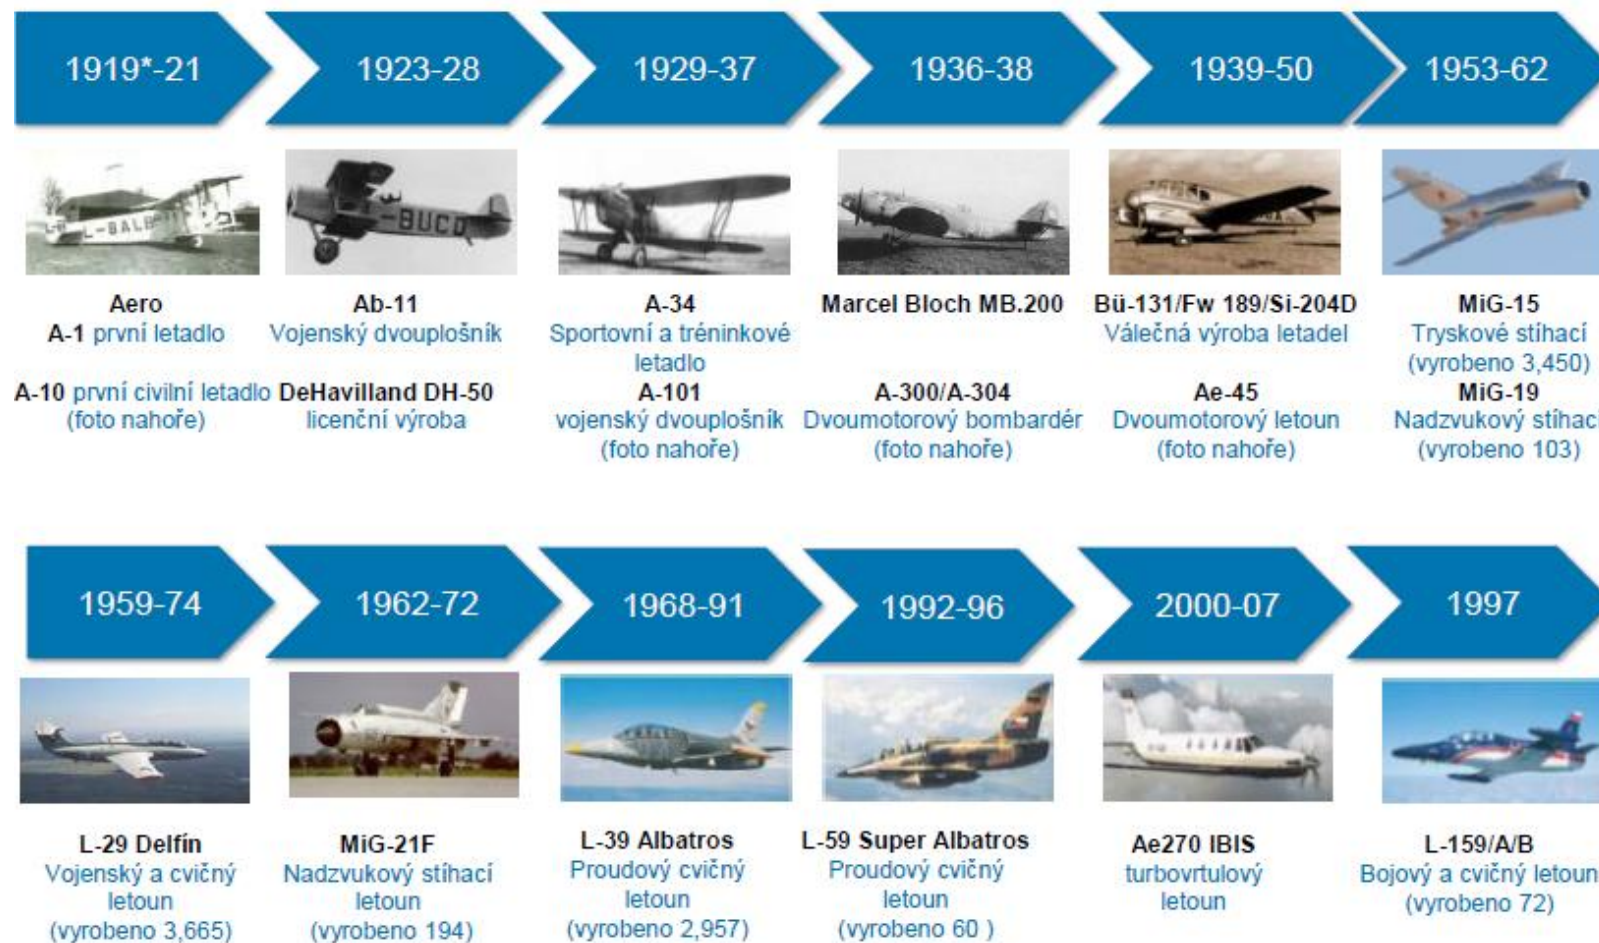 1919*-21
1923-28
1929-37
1936-38
1939-50
1953-62
L-BALB
-BUCD
Aero
A-1 první letadlo
A-10 první civilní letadlo
(foto nahoře)
Ab-11
Vojenský dvouplošník
DeHavilland DH-50
licenční výroba
A-34
Sportovní a tréninkové
letadlo
A-101
vojenský dvouplošník
(foto nahoře)
Marcel Bloch MB.200
A-300/A-304
Dvoumotorový bombardér
(foto nahoře)
Bü-131/Fw 189/Si-204D
Válečná výroba letadel
Ae-45
Dvoumotorový letoun
(foto nahoře)
MiG-15
Tryskové stíhací
(vyrobeno 3,450)
MiG-19
Nadzvukový stíhací
(vyrobeno 103)
1959-74
1962-72
1968-91
1992-96
2000-07
1997
L-29 Delfín
Vojenský a cvičný
letoun
(vyrobeno 3,665)
MiG-21F
Nadzvukový stíhací
letoun
(vyrobeno 194)
L-39 Albatros
Proudový cvičný
letoun
(vyrobeno 2,957)
L-59 Super Albatros
Proudový cvičný
letoun
(vyrobeno 60 )
Ae270 IBIS
turbovrtulový
letoun
L-159/A/B
Bojový a cvičný letoun
(vyrobeno 72)